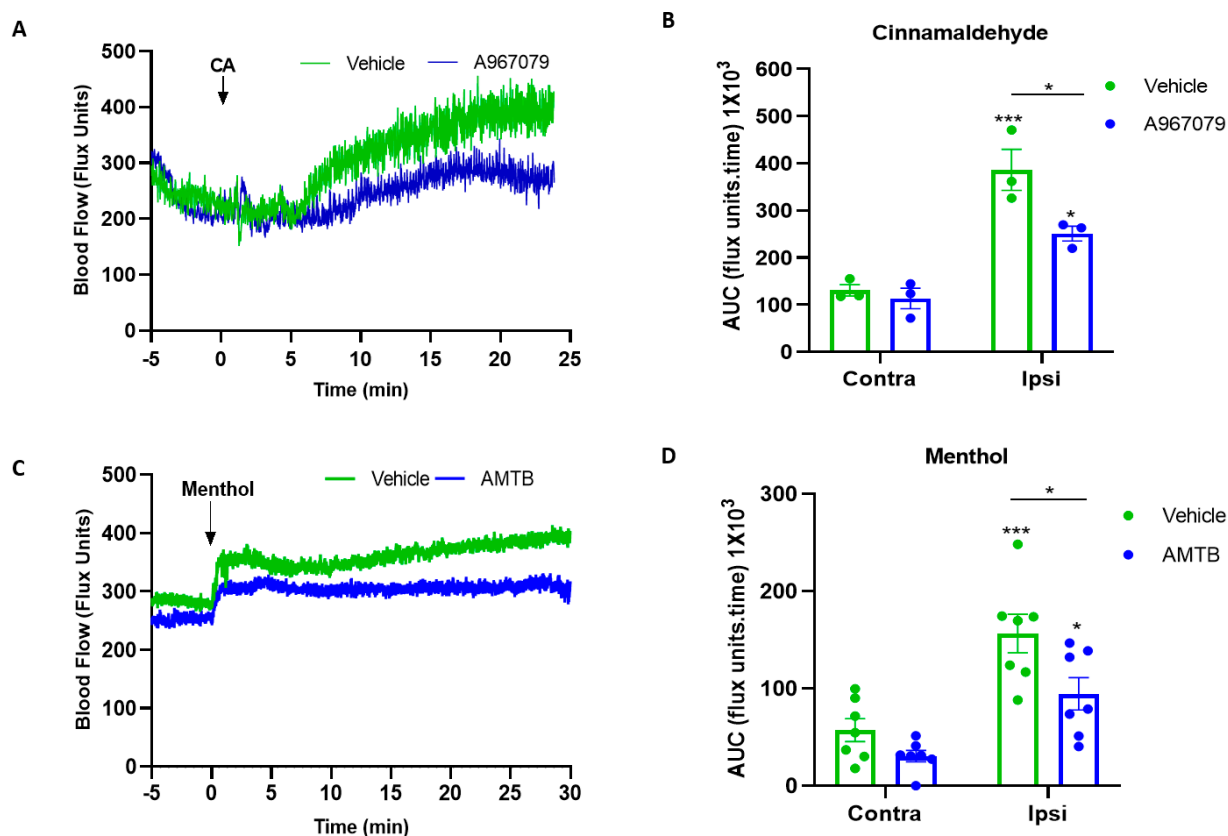 A
Blood Flow (Flux Units)
500
400
300
200
100
0
CA
Vehicle
A967079
-5
0
5
10
15
20
25
Time (min)
B
Cinnamaldehyde
AUC (flux units.time) 1X10³
600
500
400
300
200
100
0
***
*
*
Vehicle
A967079
Contra
Ipsi
C
Blood Flow (Flux Units)
500
400
300
200
100
0
Menthol
Vehicle
AMTB
-5
0
5
10
15
20
25
30
Time (min)
D
Menthol
AUC (flux units.time) 1X10³
300
200
100
0
***
*
*
Vehicle
AMTB
Contra
Ipsi